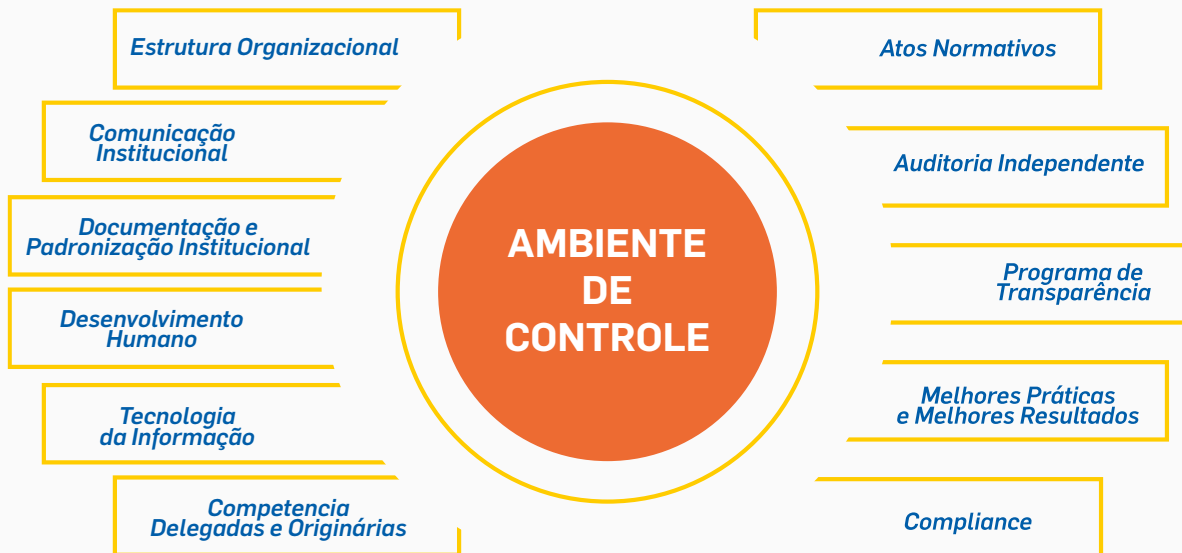 Estrutura Organizacional
Comunicação
Institucional
Documentação e
Padronização Institucional
Desenvolvimento
Humano
Tecnologia
da Informação
Competencia
Delegadas e Originárias
AMBIENTE
DE
CONTROLE
Atos Normativos
Auditoria Independente
Programa de
Transparência
Melhores Práticas
e Melhores Resultados
Compliance